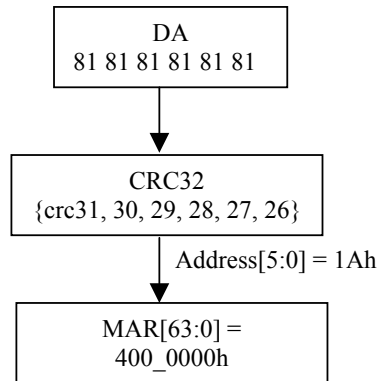 DA
81 81 81 81 81 81
CRC32
{crc31, 30, 29, 28, 27, 26}
Address[5:0] = 1Ah
MAR[63:0] =
400_0000h